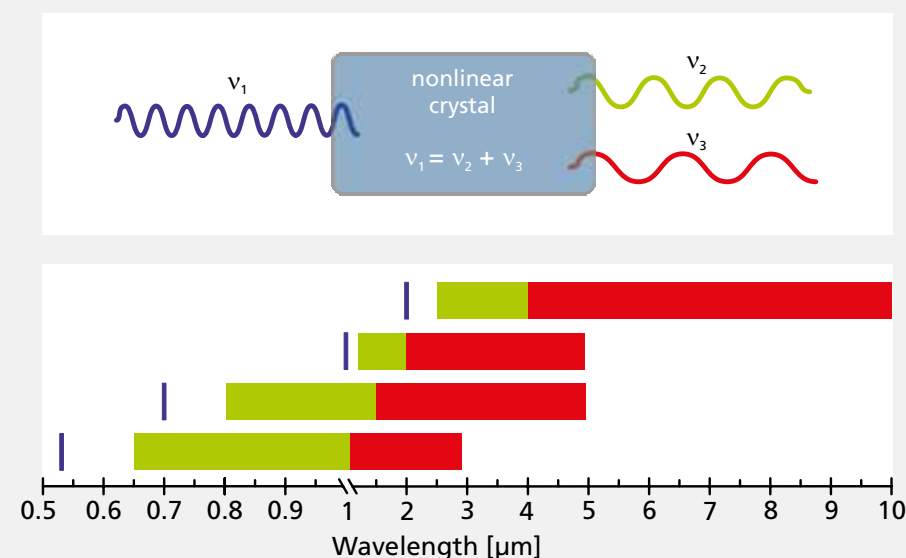 ν1
nonlinear
crystal
ν1 = ν2 + ν3
ν2
ν3
0.5 0.6 0.7 0.8 0.9 1 2 3 4 5 6 7 8 9 10
Wavelength [µm]